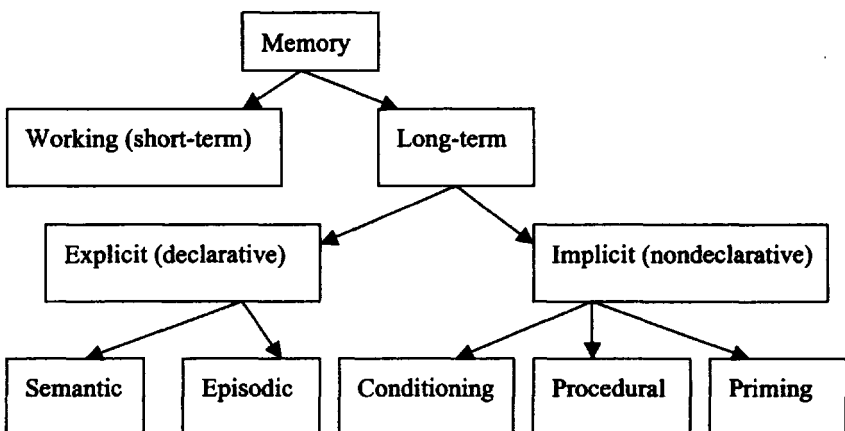 Memory
Working (short-term)
Long-term
Explicit (declarative)
Implicit (nondeclarative)
Semantic
Episodic
Conditioning
Procedural
Priming